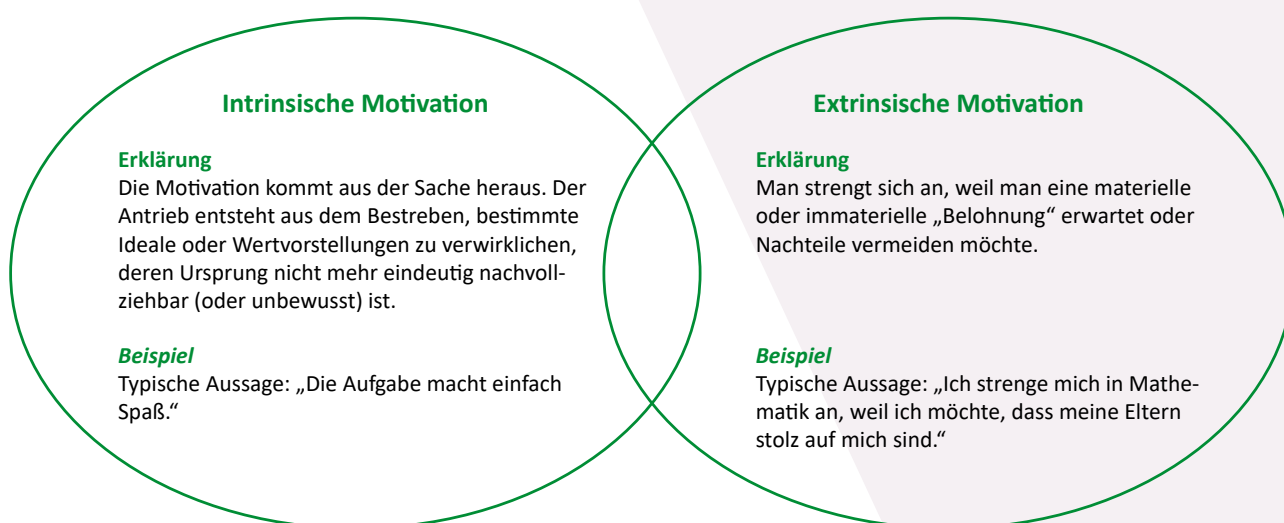 Intrinsische Motivation
Erklärung
Die Motivation kommt aus der Sache heraus. Der
Antrieb entsteht aus dem Bestreben, bestimmte
Ideale oder Wertvorstellungen zu verwirklichen,
deren Ursprung nicht mehr eindeutig nachvoll-
ziehbar (oder unbewusst) ist.
Beispiel
Typische Aussage: „Die Aufgabe macht einfach
Spaß.“
Extrinsische Motivation
Erklärung
Man strengt sich an, weil man eine materielle
oder immaterielle „Belohnung“ erwartet oder
Nachteile vermeiden möchte.
Beispiel
Typische Aussage: „Ich strenge mich in Mathe-
matik an, weil ich möchte, dass meine Eltern
stolz auf mich sind.“